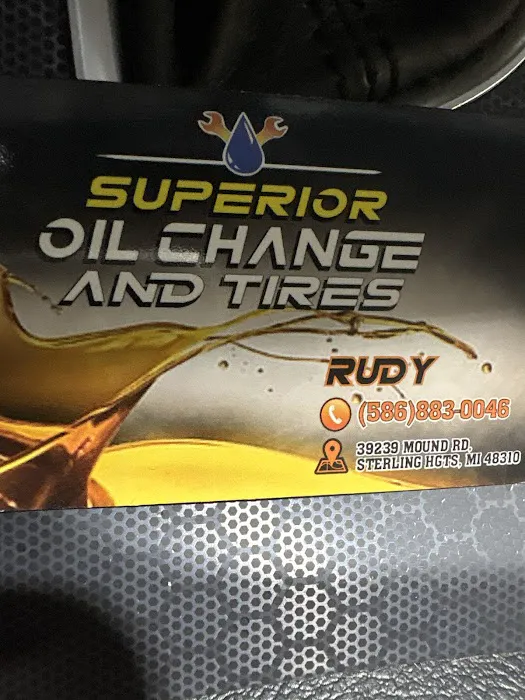 SUPERIOR
OIL CHANGE
AND TIRES
RUDY
(586)883-0046
39239 MOUND RD,
STERLING HGTS, MI 48310